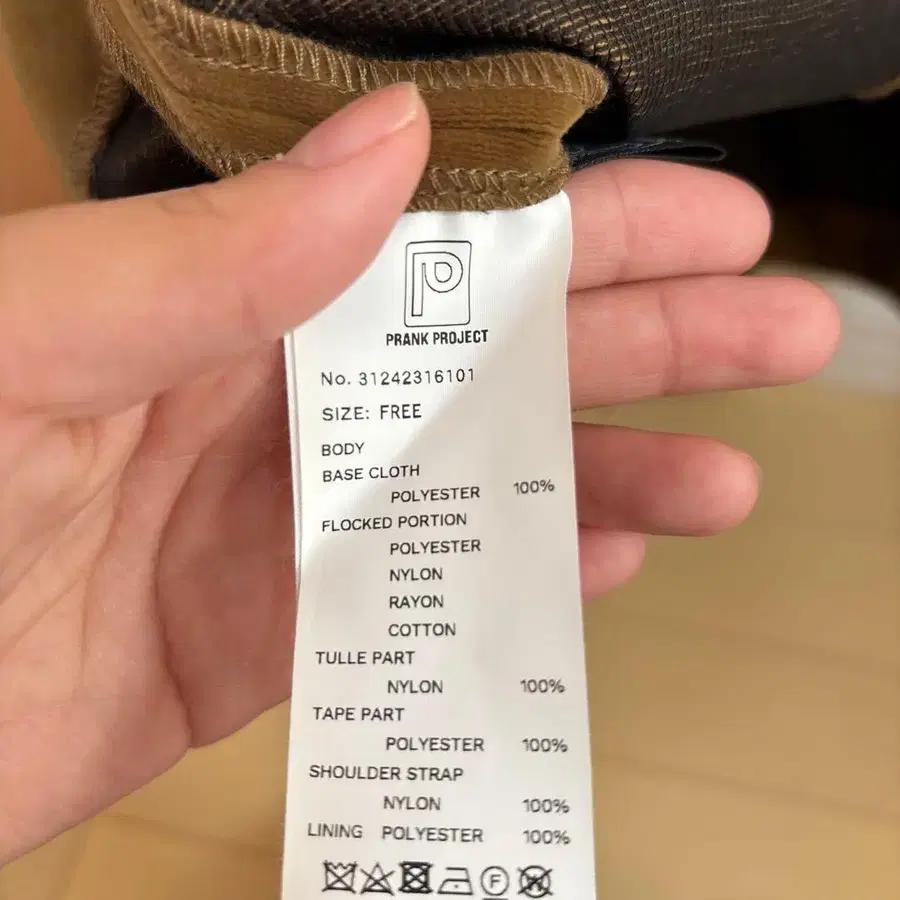 PRANK PROJECT
No. 31242316101
SIZE: FREE
BODY
BASE CLOTH
POLYESTER 100%
FLOCKED PORTION
POLYESTER
NYLON
RAYON
COTTON
TULLE PART
NYLON 100%
TAPE PART
POLYESTER 100%
SHOULDER STRAP
NYLON 100%
LINING POLYESTER 100%
F W